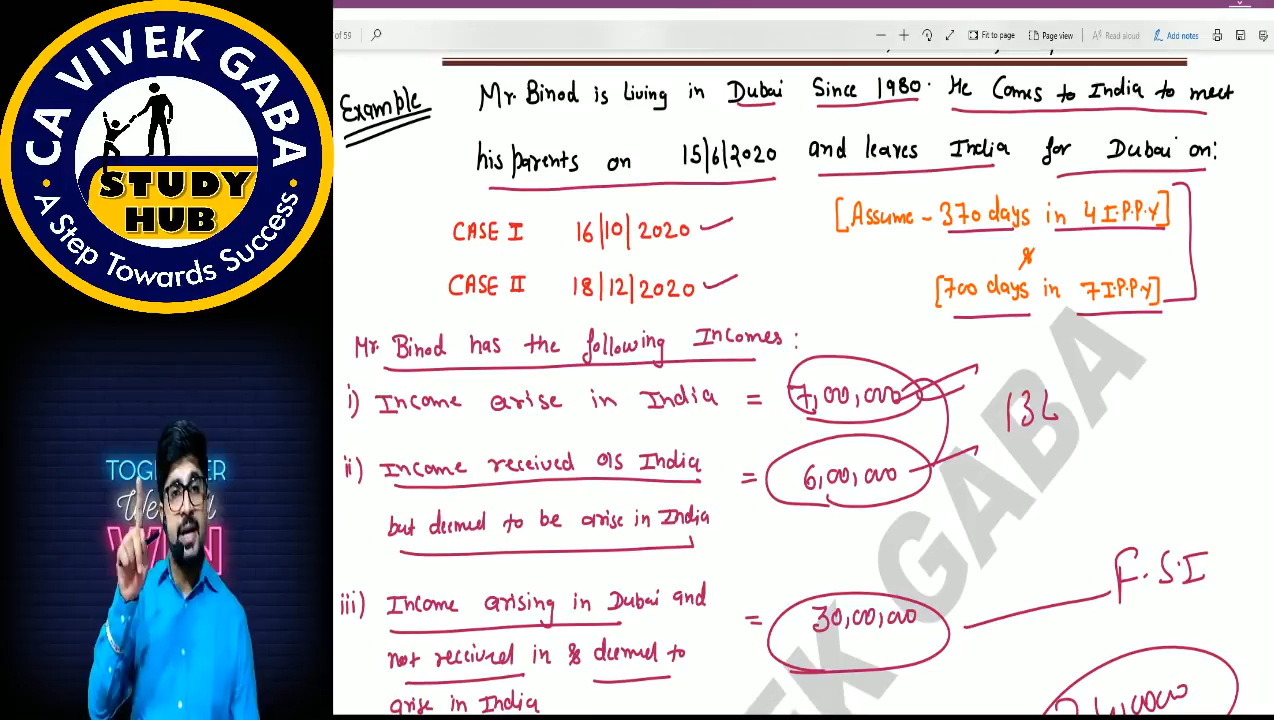 CA VIVEK GABA
STUDY
HUB
A Step Towards Success
of 59
Fit to page
Page view
Read aloud
Add notes
Example
Mr. Binod is living in Dubai Since 1980. He Comes to India to meet
his parents on 15/6/2020 and leaves India for Dubai on:
CASE I 16/10/2020
[Assume - 370 days in 4 I.P.P.Y]
&
CASE II 18/12/2020
[700 days in 7 I.P.P.Y]
Mr. Binod has the following Incomes:
i) Income arise in India = 7,00,000
13L
ii) Income received o/s India = 6,00,000
but deemed to be arise in India
F.S.I
iii) Income arising in Dubai and = 30,00,000
not received in & deemed to
arise in India
TOGETHER
We
WIN
VIVEK GABA